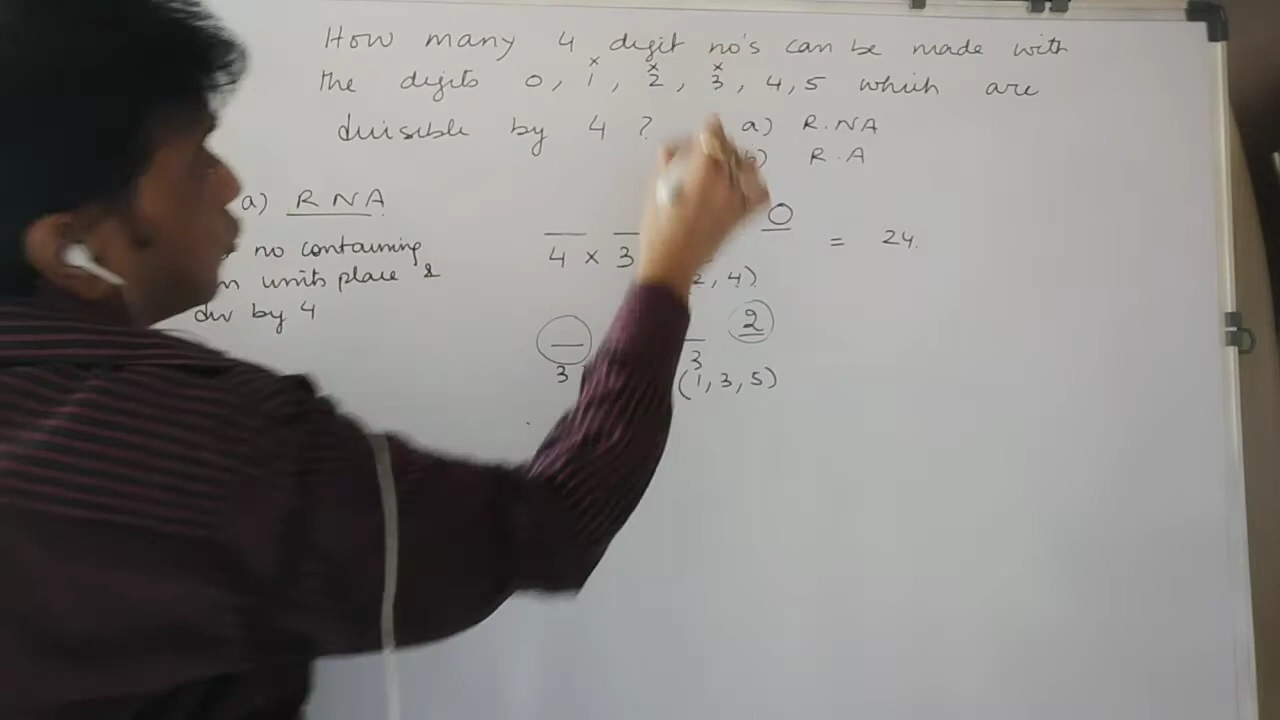 How many 4 digit no's can be made with
x x x
the digits 0, 1, 2, 3, 4, 5 which are
divisible by 4 ? a) R.NA
b) R.A
a) RNA
no containing
in units place &
div by 4
0
4 x 3 = 24.
2, 4)
2
3 3
(1, 3, 5)